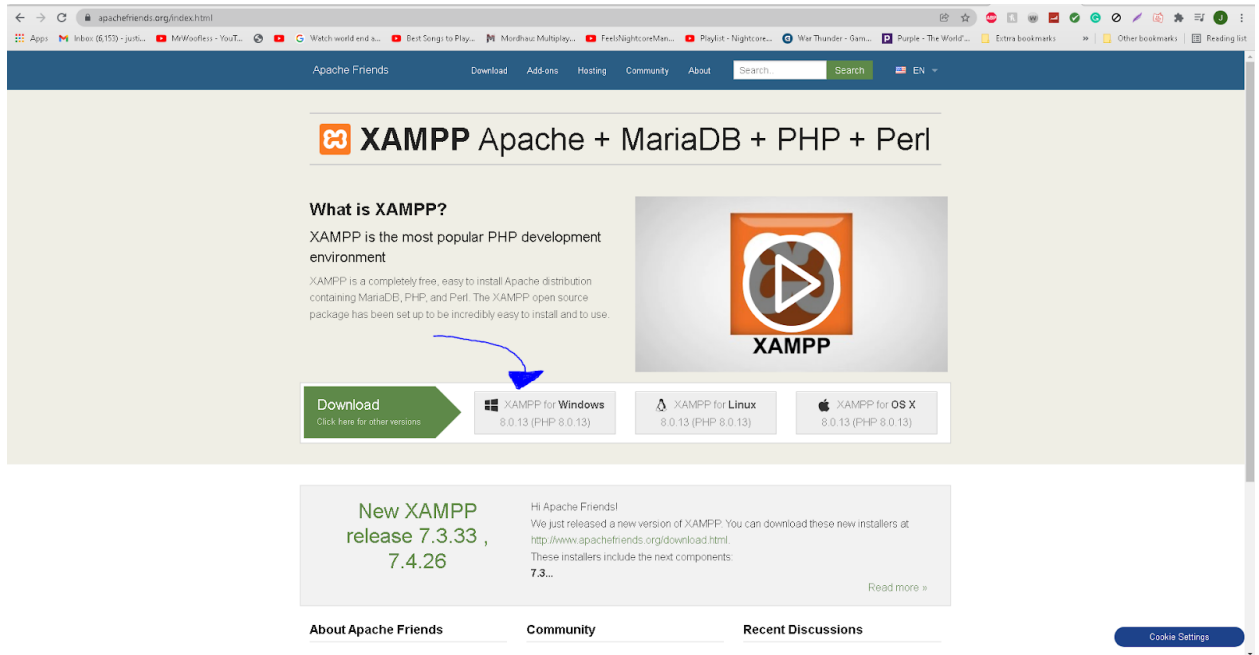 apachefriends.org/index.html
Apps Inbox (6,153) - justi... MrWoofless - YouT... Watch world end a... Best Songs to Play... Mordhau: Multiplay... FeelsNightcoreMan... Playlist - Nightcore... War Thunder - Gam... Purple - The World'... Extra bookmarks » Other bookmarks Reading list
Apache Friends Download Add-ons Hosting Community About Search... Search EN
XAMPP Apache + MariaDB + PHP + Perl
What is XAMPP?
XAMPP is the most popular PHP development
environment
XAMPP is a completely free, easy to install Apache distribution
containing MariaDB, PHP, and Perl. The XAMPP open source
package has been set up to be incredibly easy to install and to use.
XAMPP
Download
Click here for other versions
XAMPP for Windows
8.0.13 (PHP 8.0.13)
XAMPP for Linux
8.0.13 (PHP 8.0.13)
XAMPP for OS X
8.0.13 (PHP 8.0.13)
New XAMPP
release 7.3.33 ,
7.4.26
Hi Apache Friends!
We just released a new version of XAMPP. You can download these new installers at
http://www.apachefriends.org/download.html.
These installers include the next components:
7.3...
Read more »
About Apache Friends Community Recent Discussions
Cookie Settings